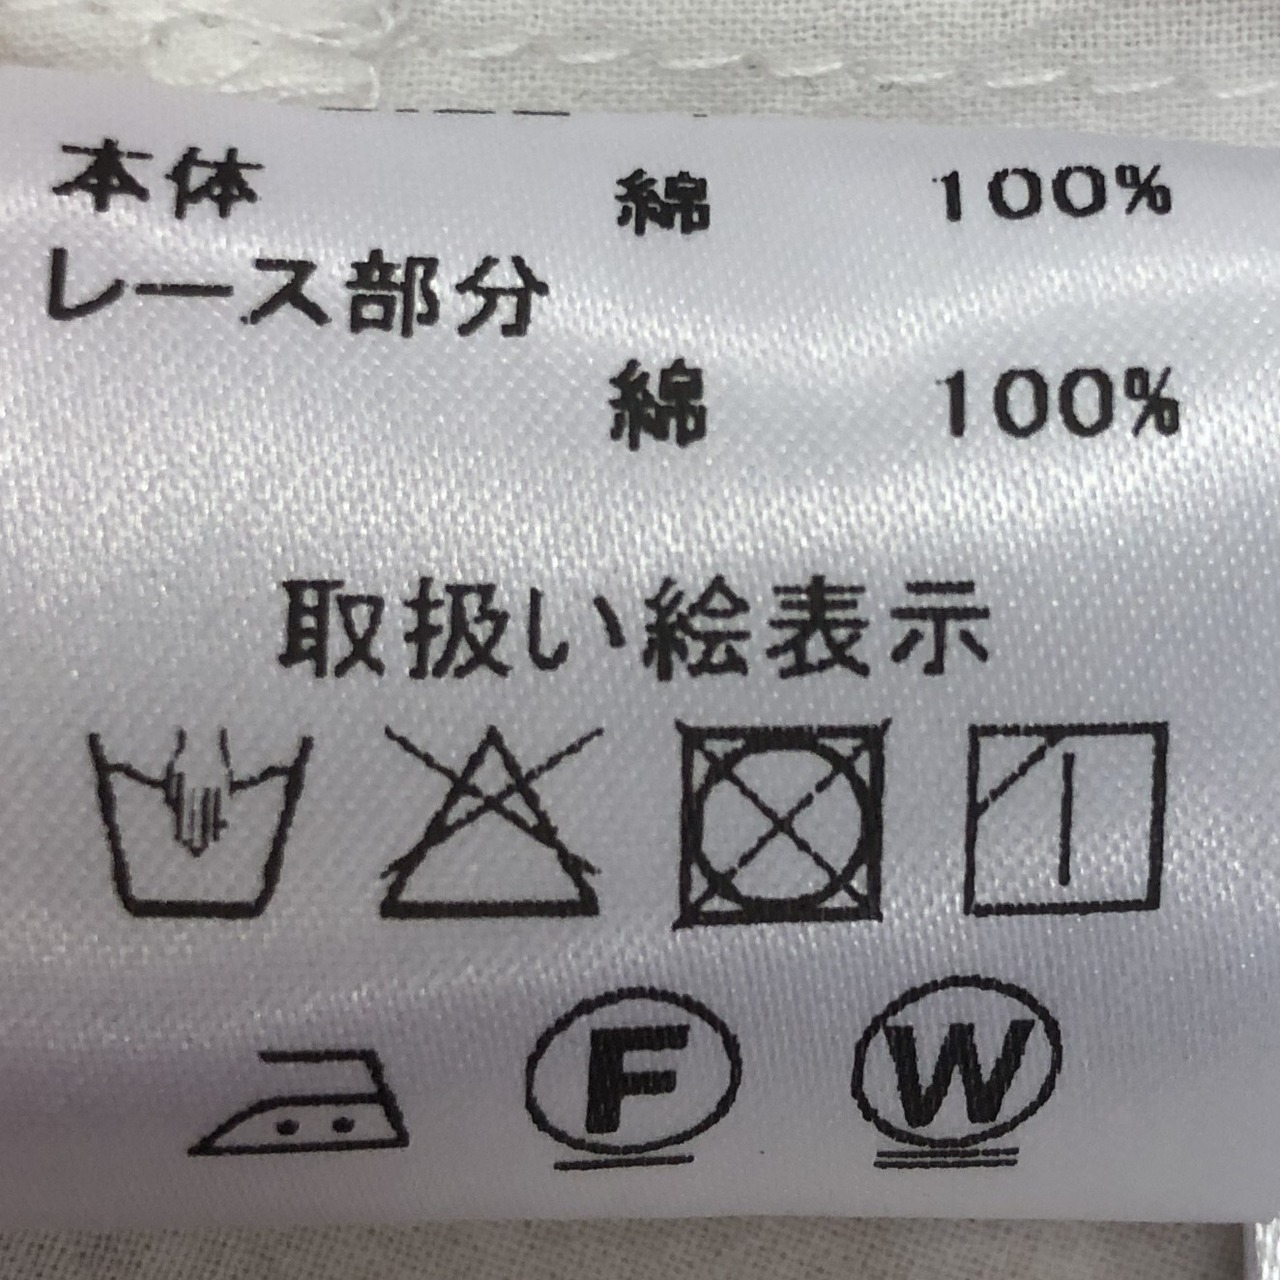 本体 綿 100%
レース部分
綿 100%
取扱い絵表示
F W